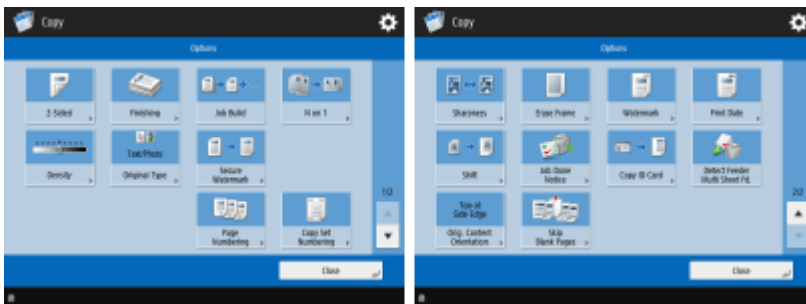 Copy
Options
2-Sided
Finishing
Job Build
N on 1
Density
Text/Photo
Original Type
Secure
Watermark
Page
Numbering
Copy Set
Numbering
1/2
Close
Copy
Options
Sharpness
Erase Frame
Watermark
Print Date
Shift
Job Done
Notice
Copy ID Card
Detect Feeder
Multi Sheet Fd.
Top at
Side Edge
Orig. Content
Orientation
Skip
Blank Pages
2/2
Close